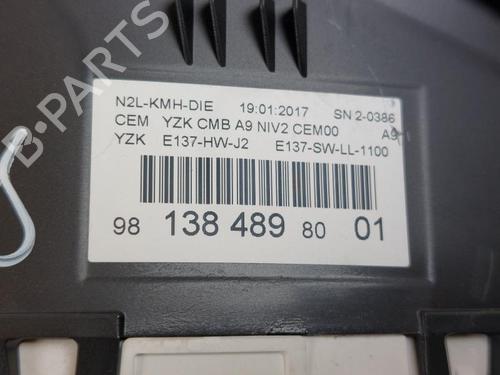 B-PARTS
N2L-KMH-DIE 19:01:2017 SN 2-0386
CEM YZK CMB A9 NIV2 CEM00 A9
YZK E137-HW-J2 E137-SW-LL-1100
98 138 489 80 01